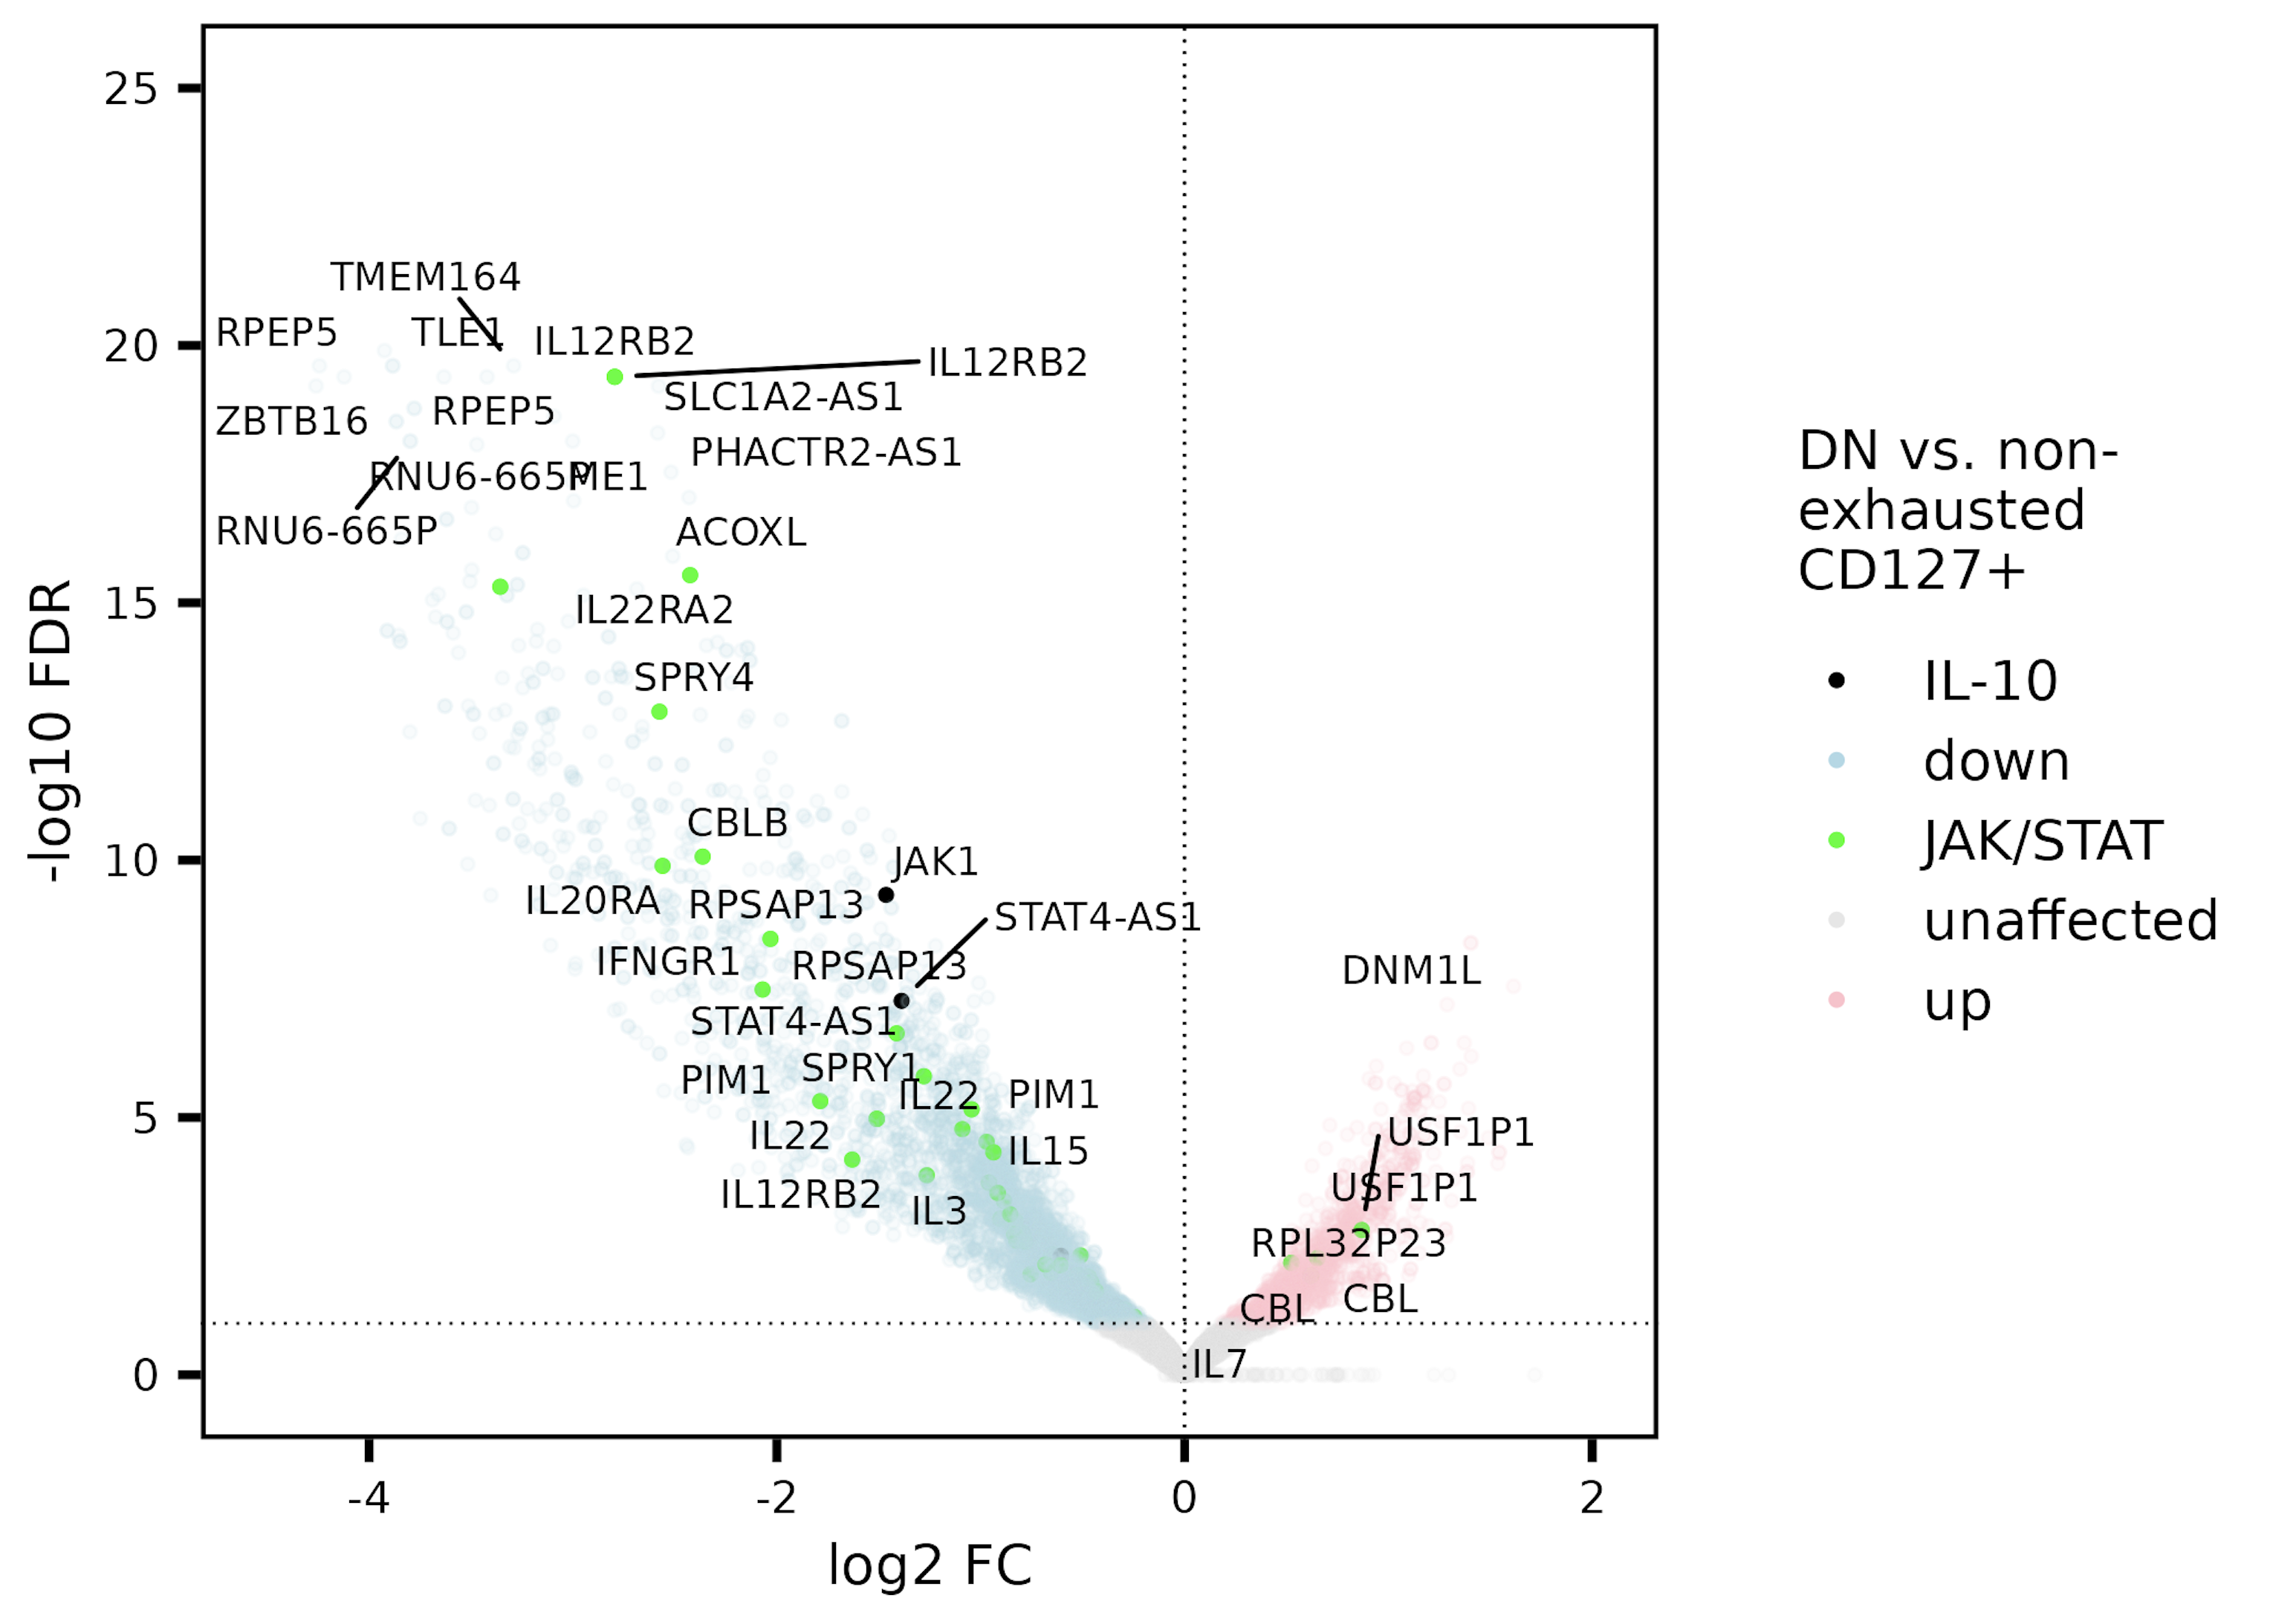 25
20
15
10
5
0
-log10 FDR
-4
-2
0
2
log2 FC
TMEM164
RPEP5
TLE1
IL12RB2
IL12RB2
SLC1A2-AS1
ZBTB16
RPEP5
PHACTR2-AS1
RNU6-665P
ME1
RNU6-665P
ACOXL
IL22RA2
SPRY4
CBLB
JAK1
IL20RA
RPSAP13
STAT4-AS1
IFNGR1
RPSAP13
DNM1L
STAT4-AS1
SPRY1
PIM1
IL22
PIM1
USF1P1
IL22
IL15
USF1P1
IL12RB2
IL3
RPL32P23
CBL
CBL
IL7
DN vs. non-
exhausted
CD127+
IL-10
down
JAK/STAT
unaffected
up